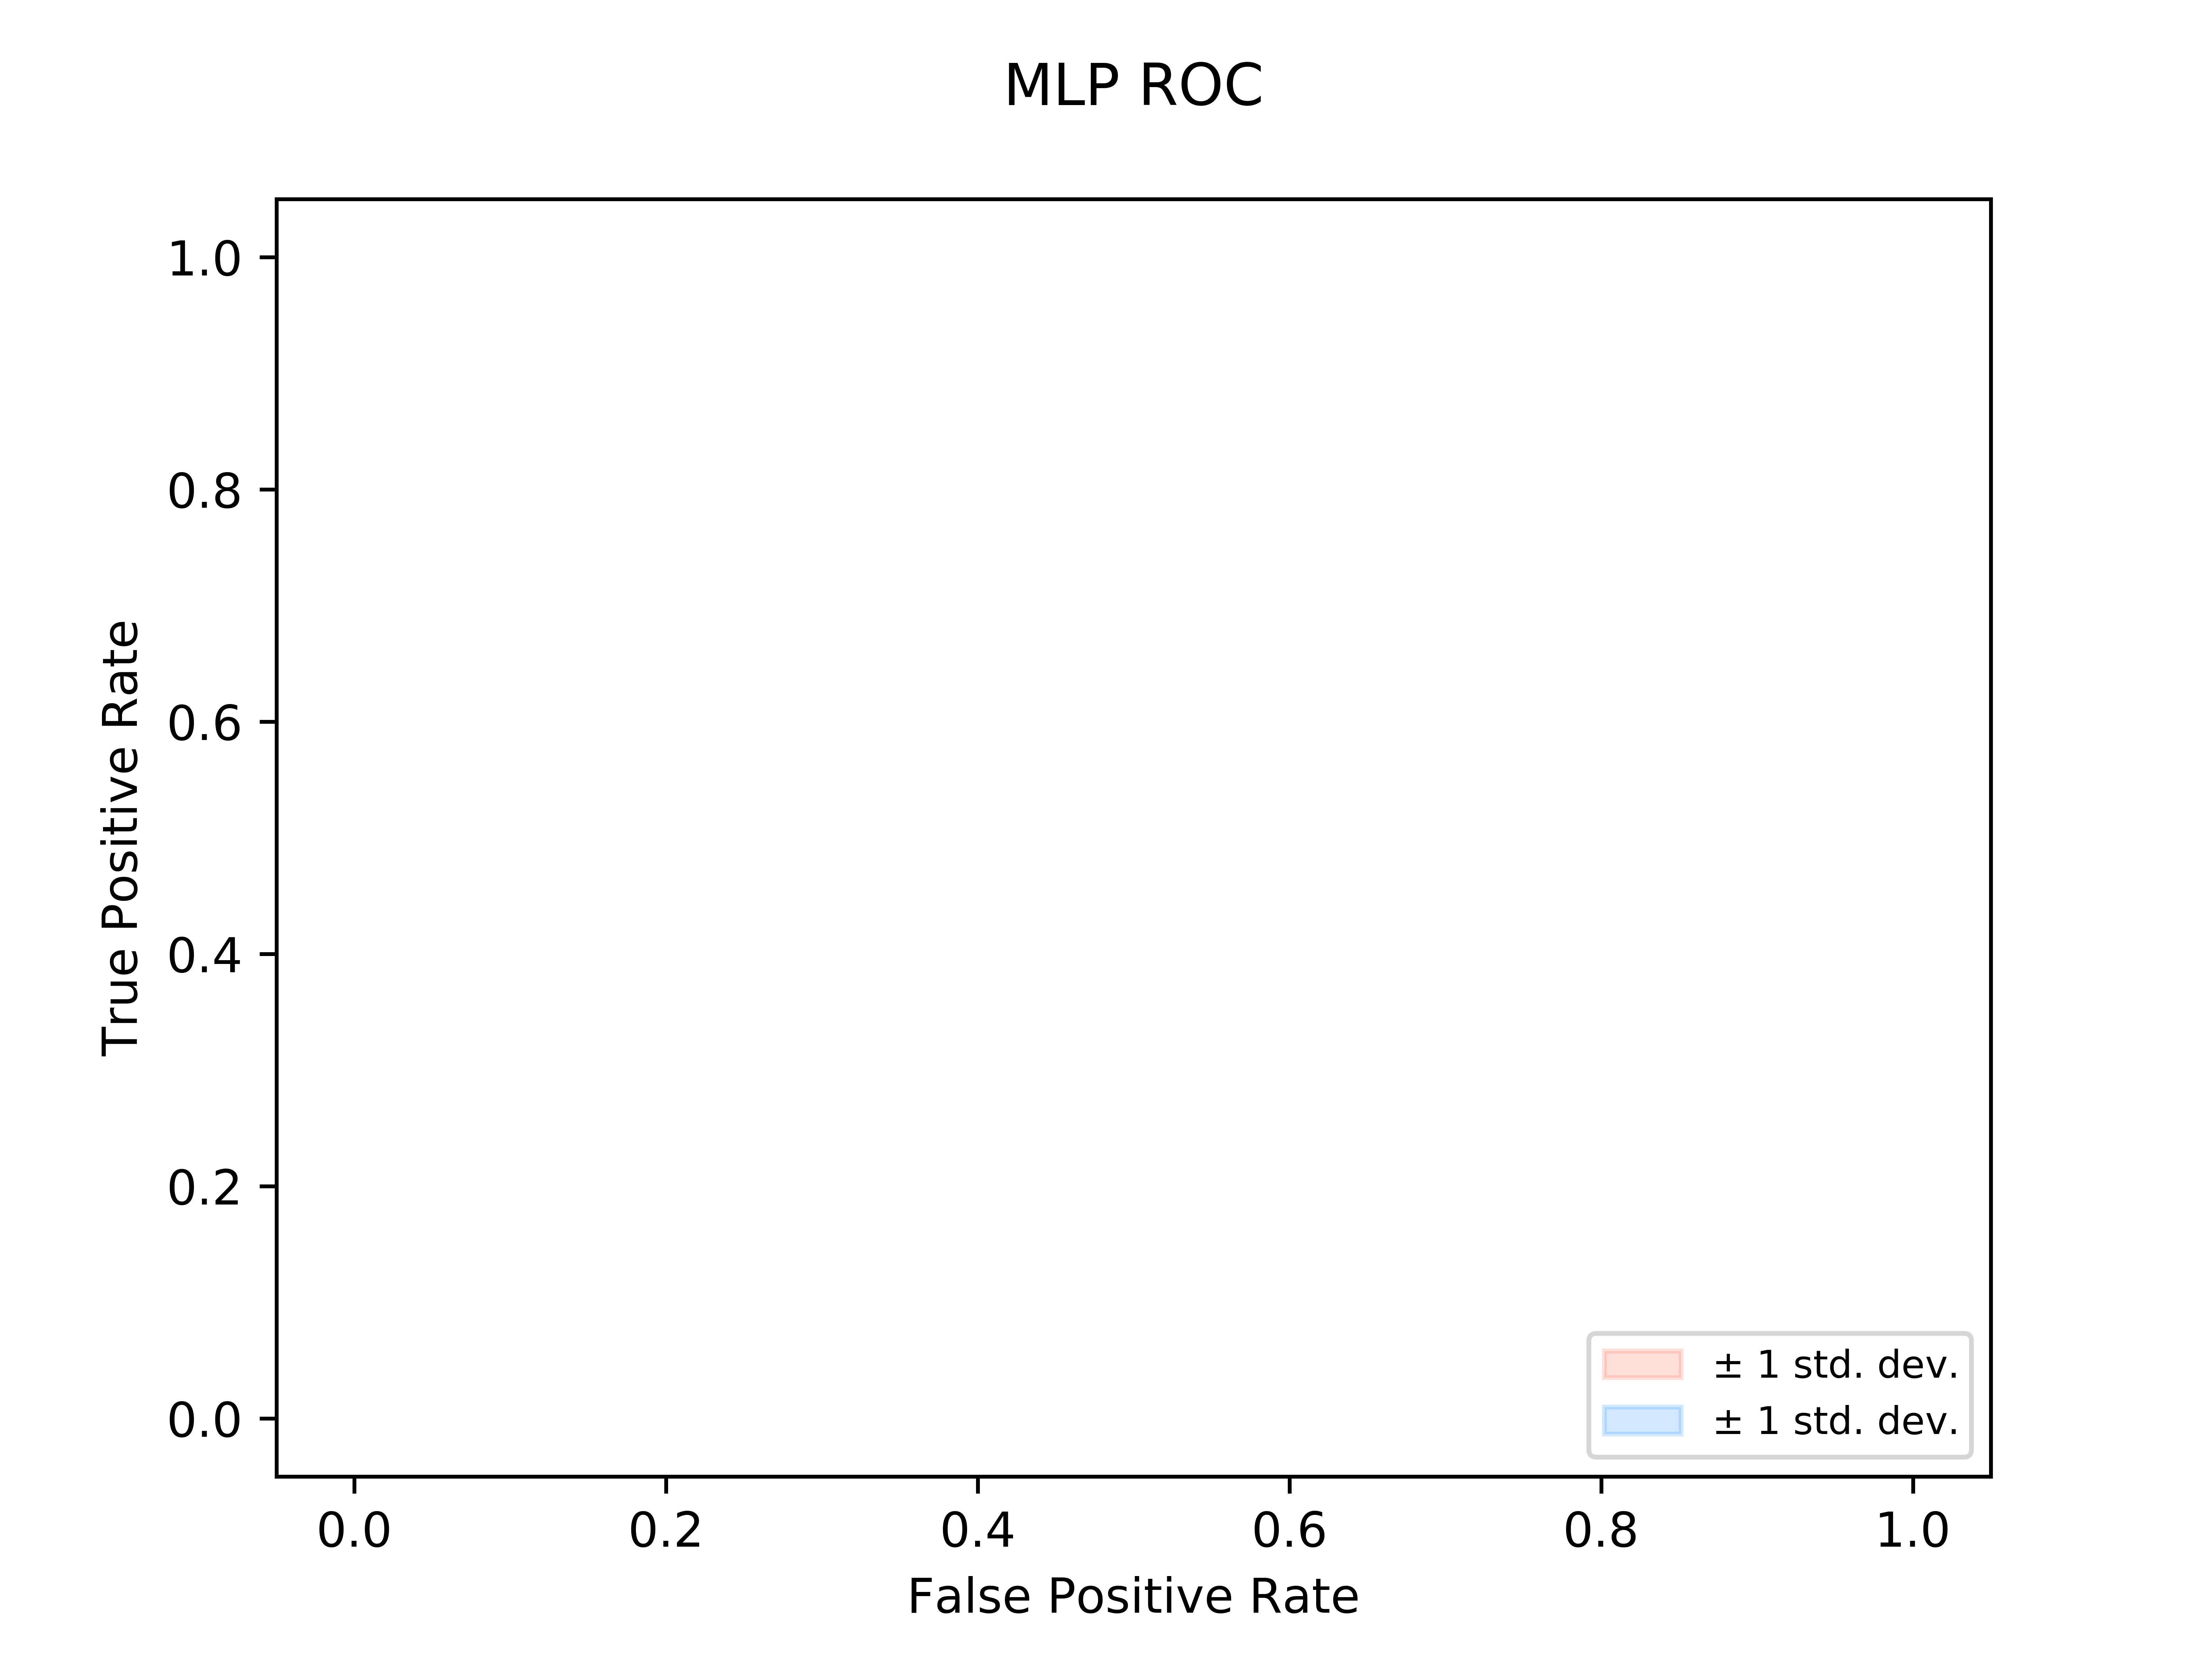 MLP ROC
1.0
0.8
0.6
0.4
0.2
0.0
True Positive Rate
± 1 std. dev.
± 1 std. dev.
0.0 0.2 0.4 0.6 0.8 1.0
False Positive Rate